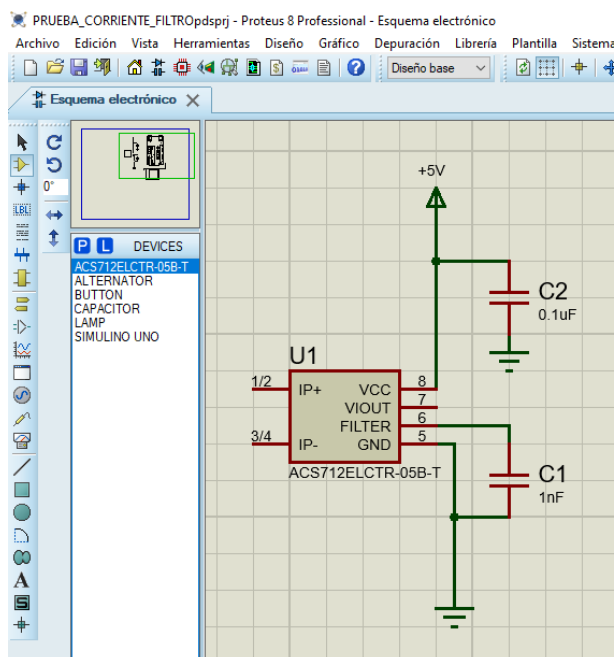 PRUEBA_CORRIENTE_FILTROpdsprj - Proteus 8 Professional - Esquema electrónico
Archivo Edición Vista Herramientas Diseño Gráfico Depuración Librería Plantilla Sistema
Diseño base
Esquema electrónico
0°
LBL
P L DEVICES
ACS712ELCTR-05B-T
ALTERNATOR
BUTTON
CAPACITOR
LAMP
SIMULINO UNO
A
S
+5V
C2
0.1uF
U1
1/2 IP+ VCC 8
VIOUT 7
FILTER 6
3/4 IP- GND 5
ACS712ELCTR-05B-T
C1
1nF